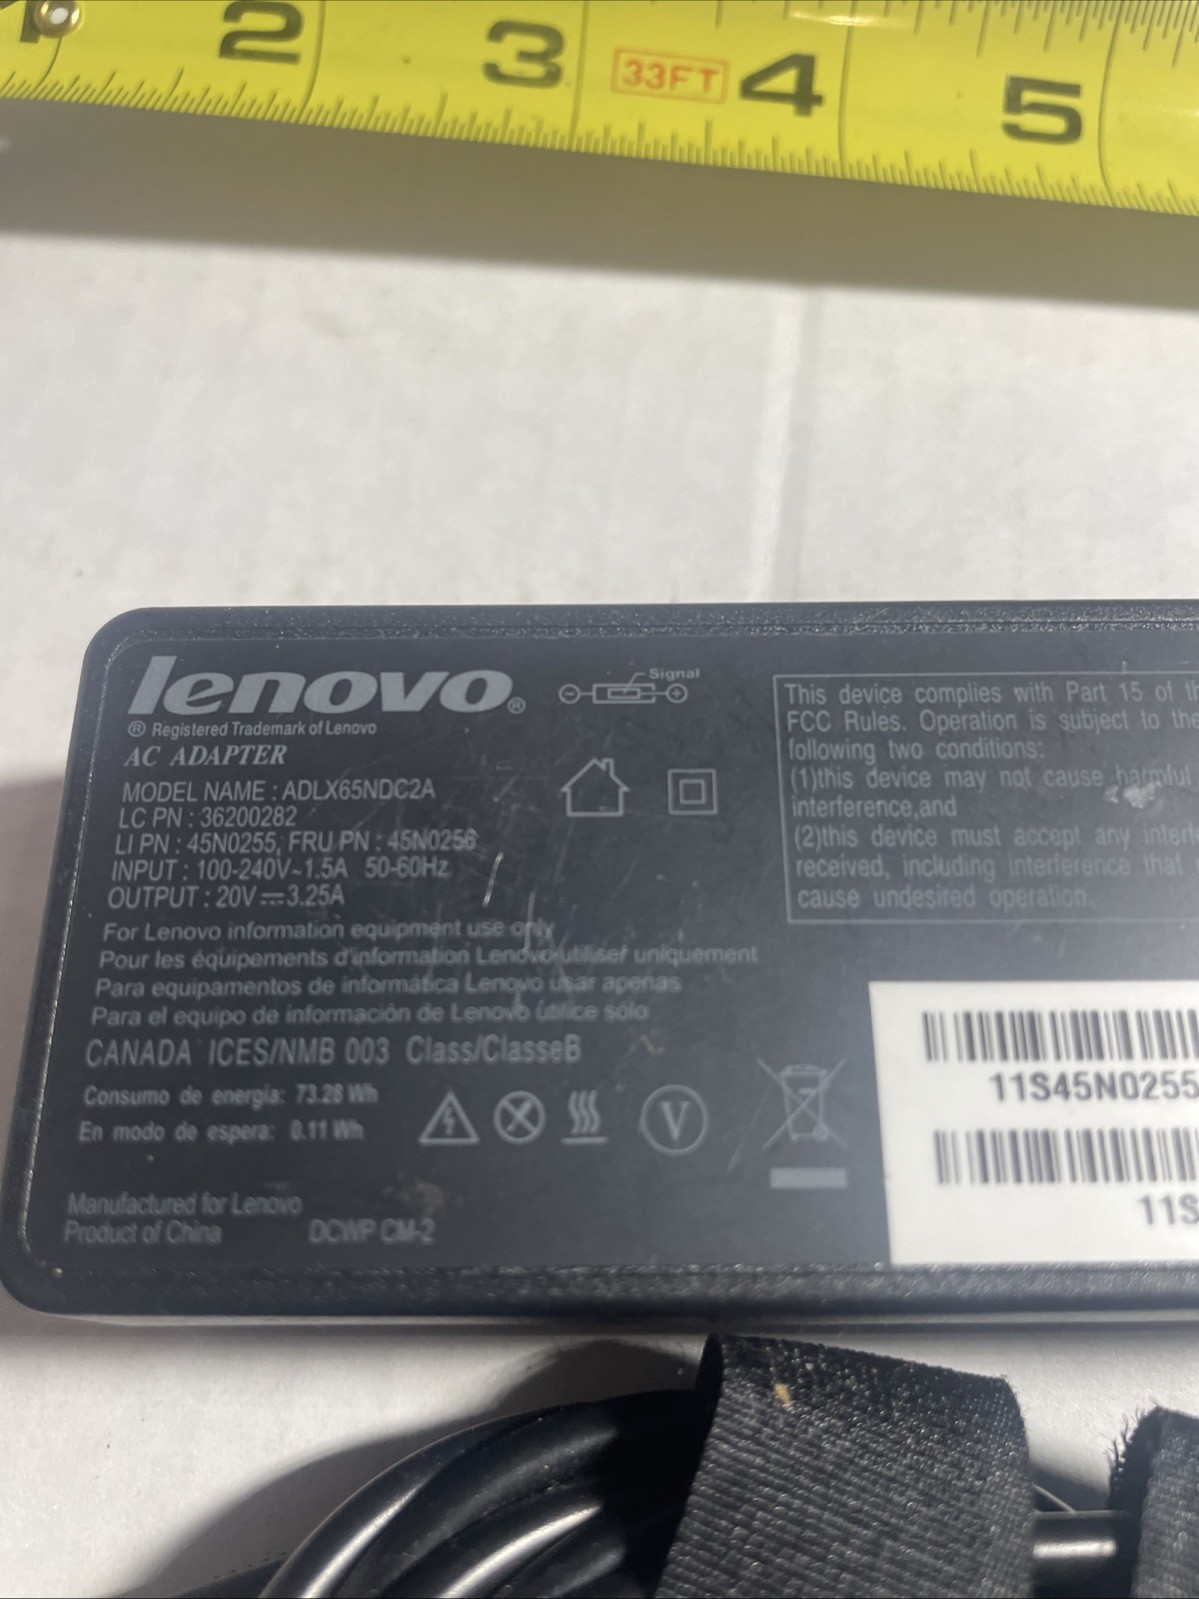 1 2 3 33FT 4 5
lenovo®
Signal
® Registered Trademark of Lenovo
AC ADAPTER
MODEL NAME : ADLX65NDC2A
LC PN : 36200282
LI PN : 45N0255; FRU PN : 45N0256
INPUT : 100-240V~1.5A 50-60Hz
OUTPUT : 20V⎓3.25A
For Lenovo information equipment use only
Pour les équipements d'information Lenovo utiliser uniquement
Para equipamentos de informática Lenovo usar apenas
Para el equipo de información de Lenovo útilice sólo
CANADA ICES/NMB 003 Class/ClasseB
Consumo de energía: 73.28 Wh
En modo de espera: 0.11 Wh
V
Manufactured for Lenovo
Product of China DCWP CM-2
This device complies with Part 15 of
FCC Rules. Operation is subject to the
following two conditions:
(1)this device may not cause harmful
interference,and
(2)this device must accept any
received, including interference that
cause undesired operation.
11S45N0255
11S